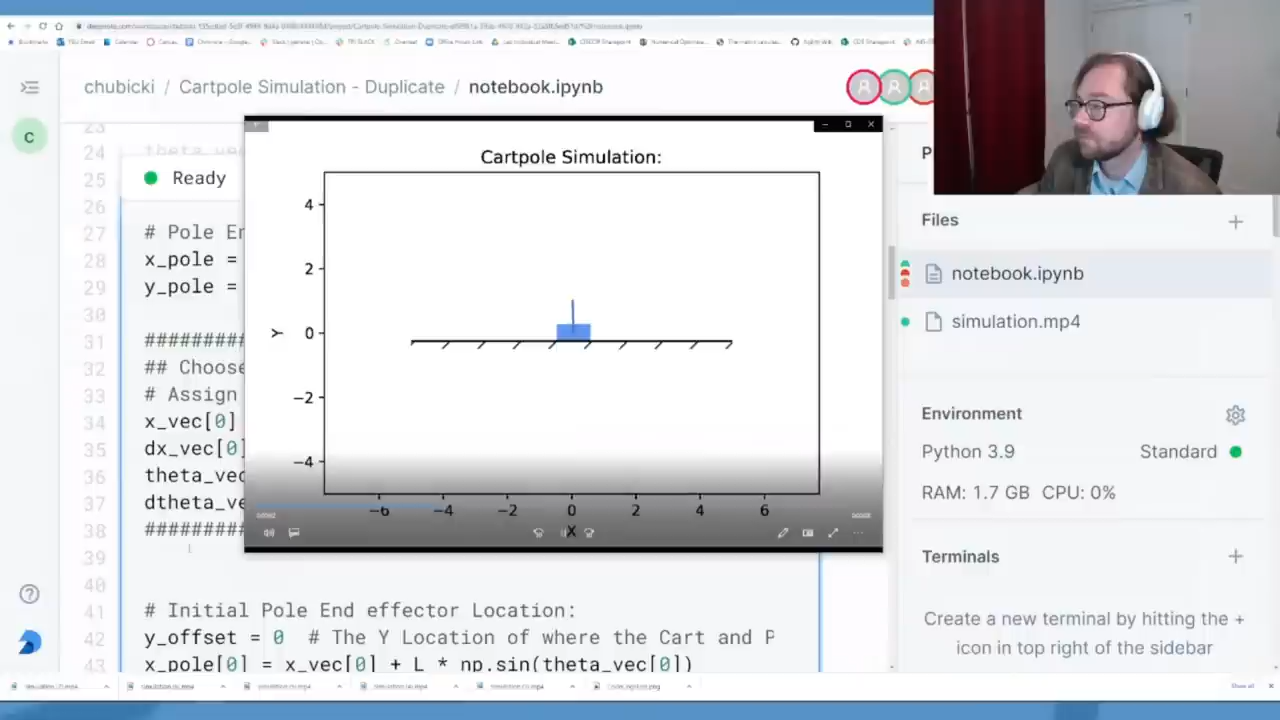 chubicki / Cartpole Simulation - Duplicate / notebook.ipynb
C
Ready
23
24 theta_vec
25
26
27 # Pole En
28 x_pole =
29 y_pole =
30
31 ##########
32 ## Choose
33 # Assign
34 x_vec[0]
35 dx_vec[0]
36 theta_vec
37 dtheta_ve
38 ##########
39
40
41 # Initial Pole End effector Location:
42 y_offset = 0 # The Y Location of where the Cart and P
43 x_pole[0] = x_vec[0] + L * np.sin(theta_vec[0])
Cartpole Simulation:
Y
4
2
0
−2
−4
−6 −4 −2 0 2 4 6
X
P
Files
notebook.ipynb
simulation.mp4
Environment
Python 3.9 Standard
RAM: 1.7 GB CPU: 0%
Terminals
Create a new terminal by hitting the +
icon in top right of the sidebar
Show all